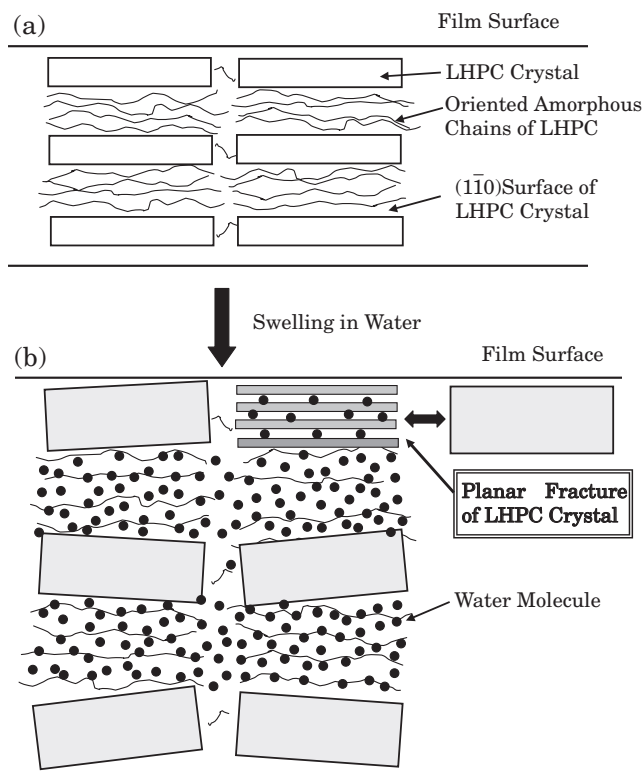 (a)
Film Surface
LHPC Crystal
Oriented Amorphous
Chains of LHPC
(11̄0)Surface of
LHPC Crystal
Swelling in Water
(b)
Film Surface
Planar Fracture
of LHPC Crystal
Water Molecule